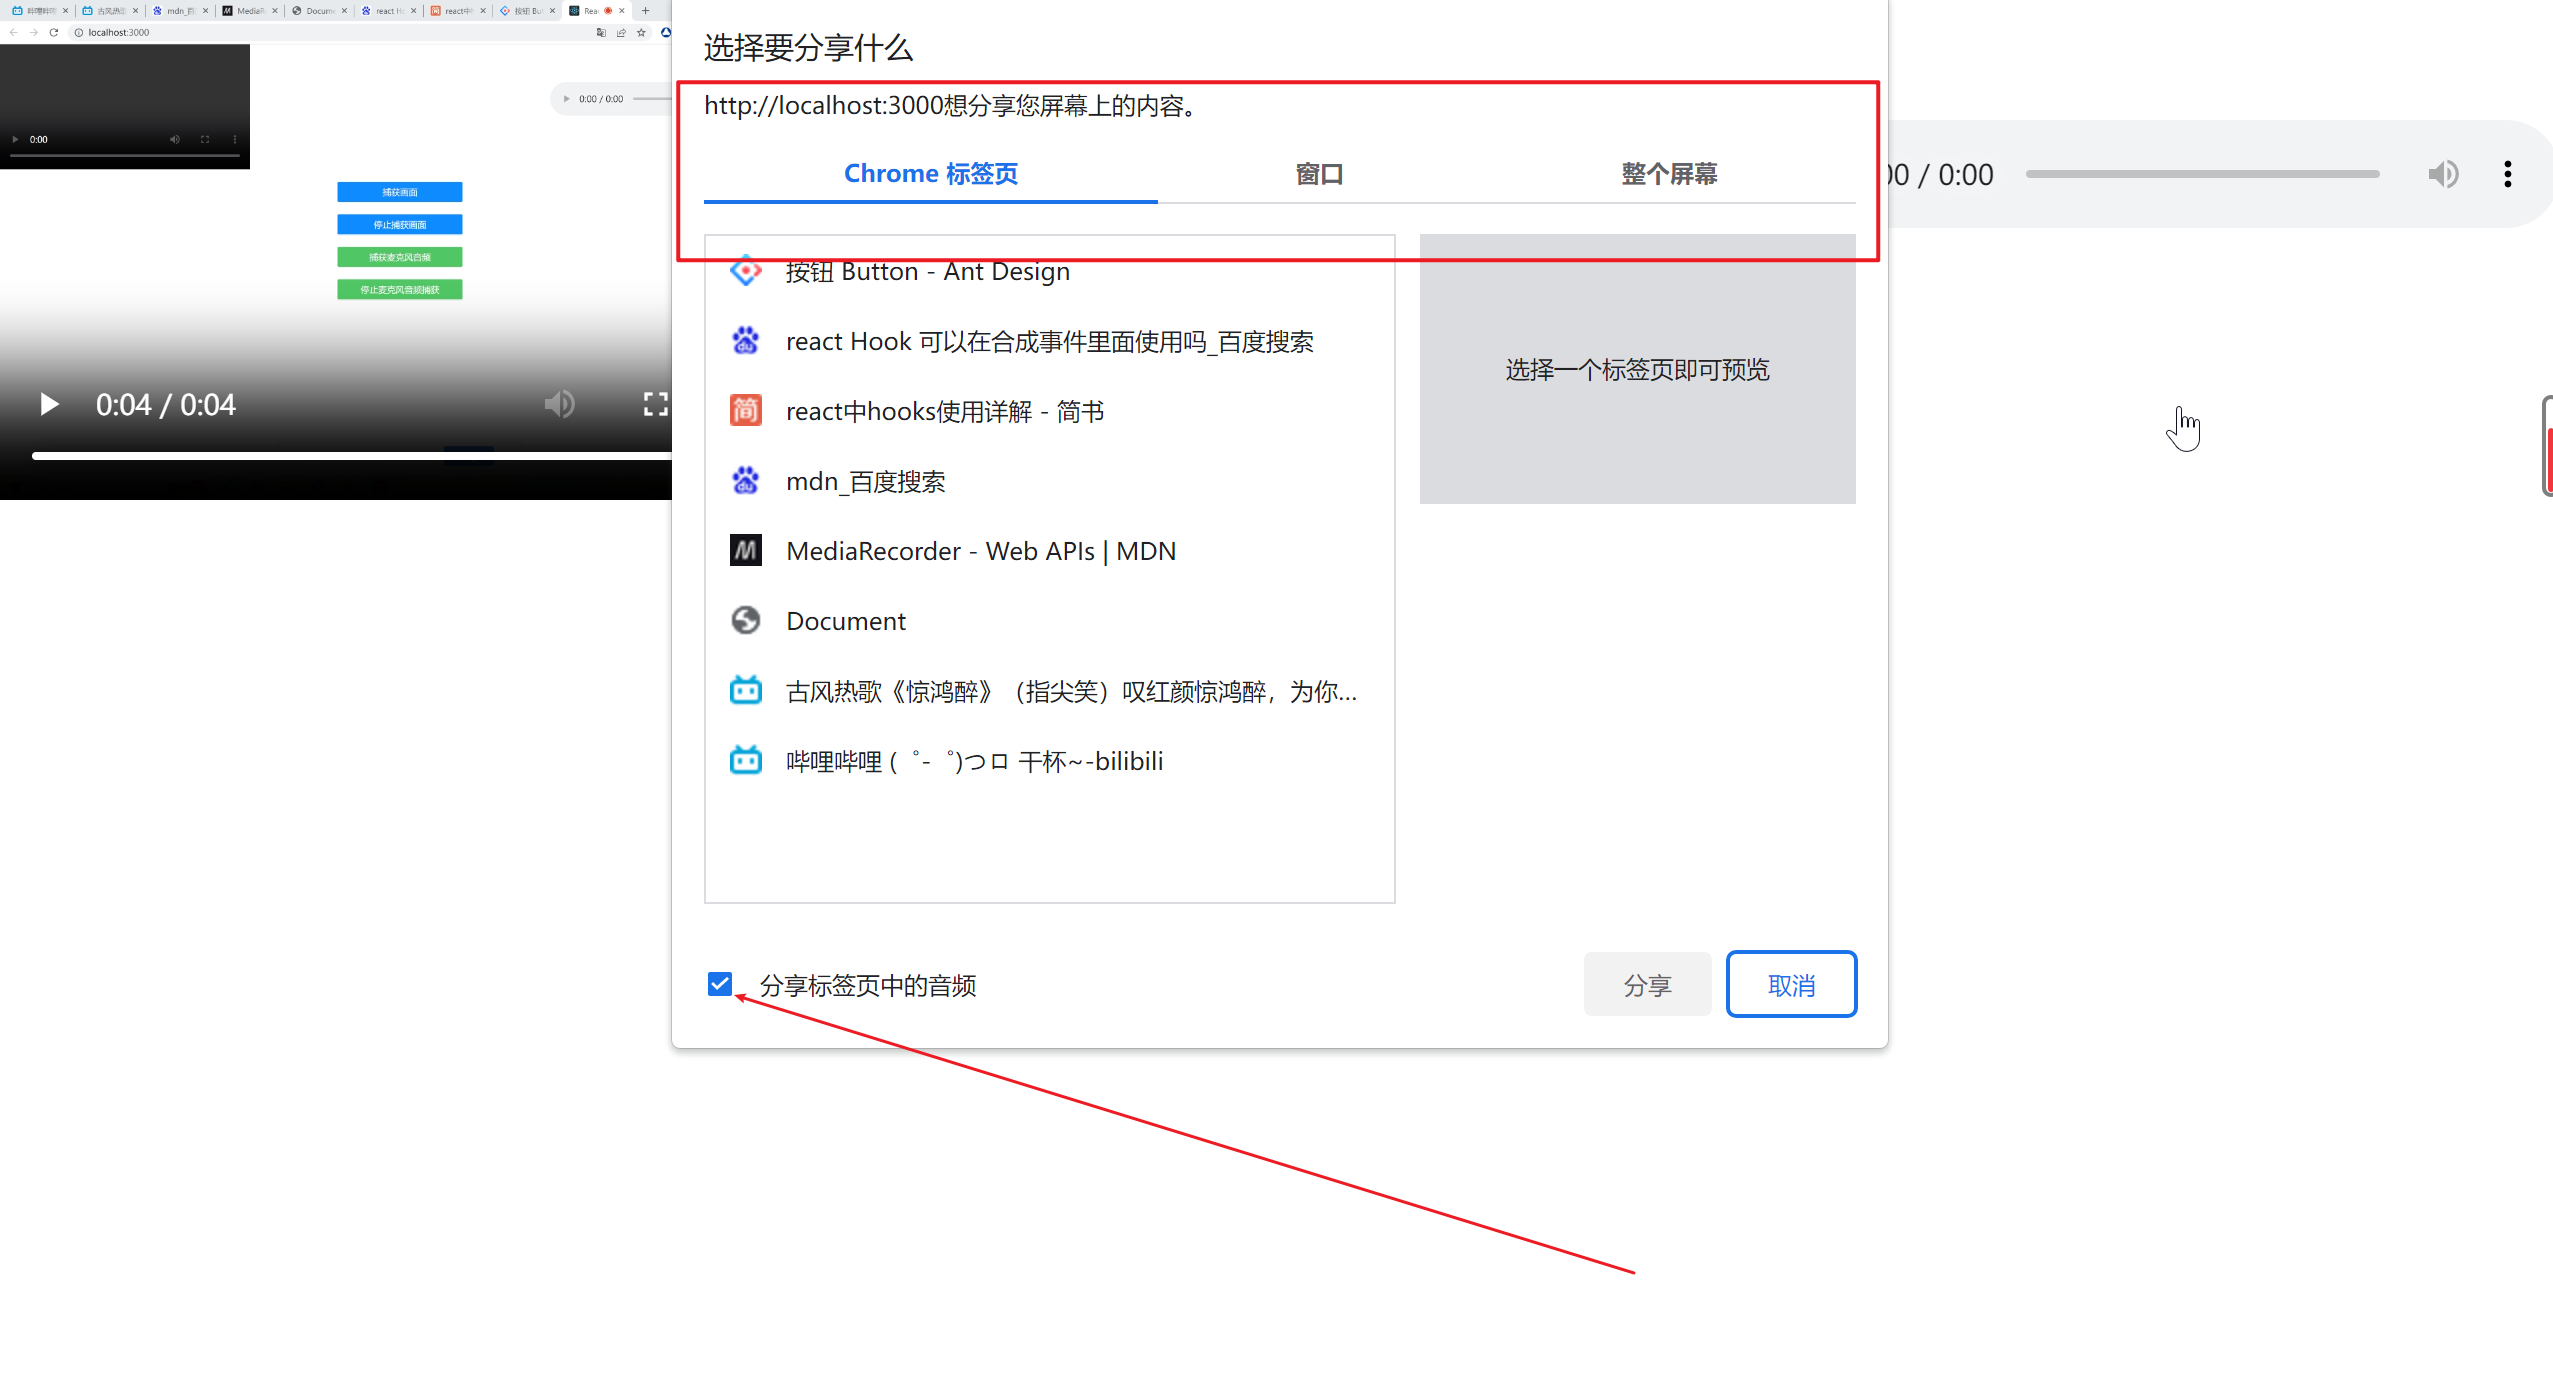 哔哩哔哩
古风热歌
mdn_百
MediaR
Docume
react H
react中
按钮 Bu
Rea
localhost:3000
0:00
0:00 / 0:00
捕获画面
停止捕获画面
捕获麦克风音频
停止麦克风音频捕获
0:04 / 0:04
选择要分享什么
http://localhost:3000想分享您屏幕上的内容。
Chrome 标签页
窗口
整个屏幕
按钮 Button - Ant Design
react Hook 可以在合成事件里面使用吗_百度搜索
react中hooks使用详解 - 简书
mdn_百度搜索
MediaRecorder - Web APIs | MDN
Document
古风热歌《惊鸿醉》（指尖笑）叹红颜惊鸿醉，为你...
哔哩哔哩 (゜-゜)つロ 干杯~-bilibili
选择一个标签页即可预览
分享标签页中的音频
分享
取消
0 / 0:00